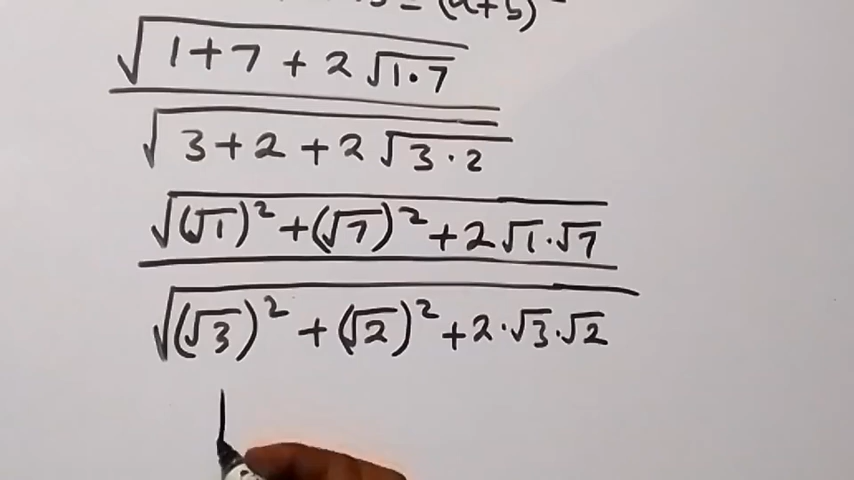 = (a+b)²
√(1+7+2√(1·7))
√(3+2+2√(3·2))
√((√1)²+(√7)²+2√1·√7)
√((√3)²+(√2)²+2·√3·√2)